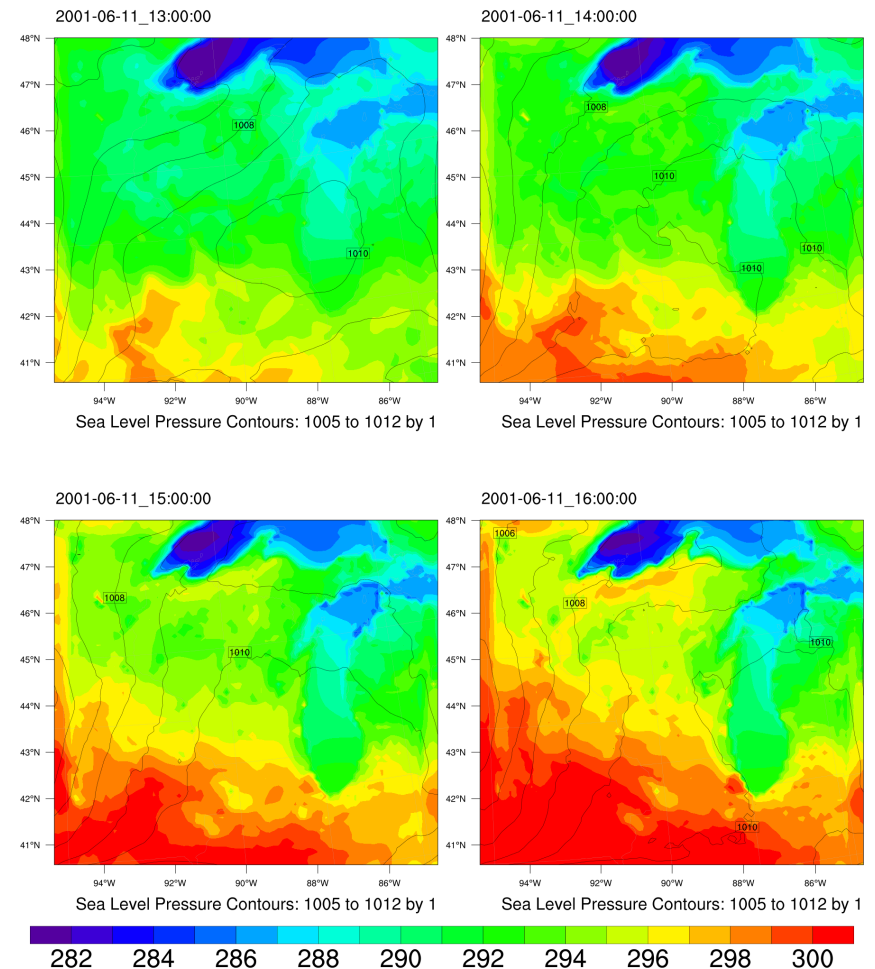 2001-06-11_13:00:00
2001-06-11_14:00:00
48°N
47°N
46°N
45°N
44°N
43°N
42°N
41°N
1008
1010
94°W 92°W 90°W 88°W 86°W
Sea Level Pressure Contours: 1005 to 1012 by 1
48°N
47°N
46°N
45°N
44°N
43°N
42°N
41°N
1008
1010
1010
1010
94°W 92°W 90°W 88°W 86°W
Sea Level Pressure Contours: 1005 to 1012 by 1
2001-06-11_15:00:00
2001-06-11_16:00:00
48°N
47°N
46°N
45°N
44°N
43°N
42°N
41°N
1008
1010
94°W 92°W 90°W 88°W 86°W
Sea Level Pressure Contours: 1005 to 1012 by 1
48°N
47°N
46°N
45°N
44°N
43°N
42°N
41°N
1006
1008
1010
1010
94°W 92°W 90°W 88°W 86°W
Sea Level Pressure Contours: 1005 to 1012 by 1
282 284 286 288 290 292 294 296 298 300